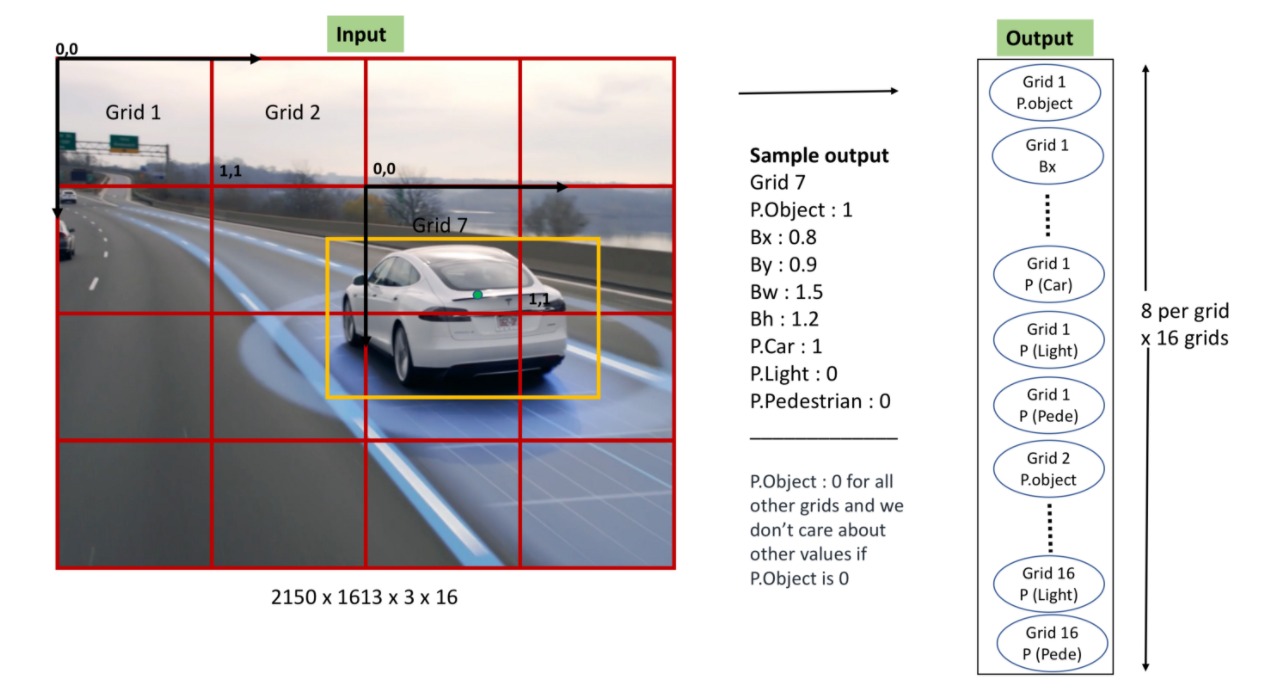 Input
0,0
Grid 1
Grid 2
1,1
0,0
Grid 7
1,1
2150 x 1613 x 3 x 16
Sample output
Grid 7
P.Object : 1
Bx : 0.8
By : 0.9
Bw : 1.5
Bh : 1.2
P.Car : 1
P.Light : 0
P.Pedestrian : 0
P.Object : 0 for all
other grids and we
don’t care about
other values if
P.Object is 0
Output
Grid 1
P.object
Grid 1
Bx
Grid 1
P (Car)
Grid 1
P (Light)
Grid 1
P (Pede)
Grid 2
P.object
Grid 16
P (Light)
Grid 16
P (Pede)
8 per grid
x 16 grids